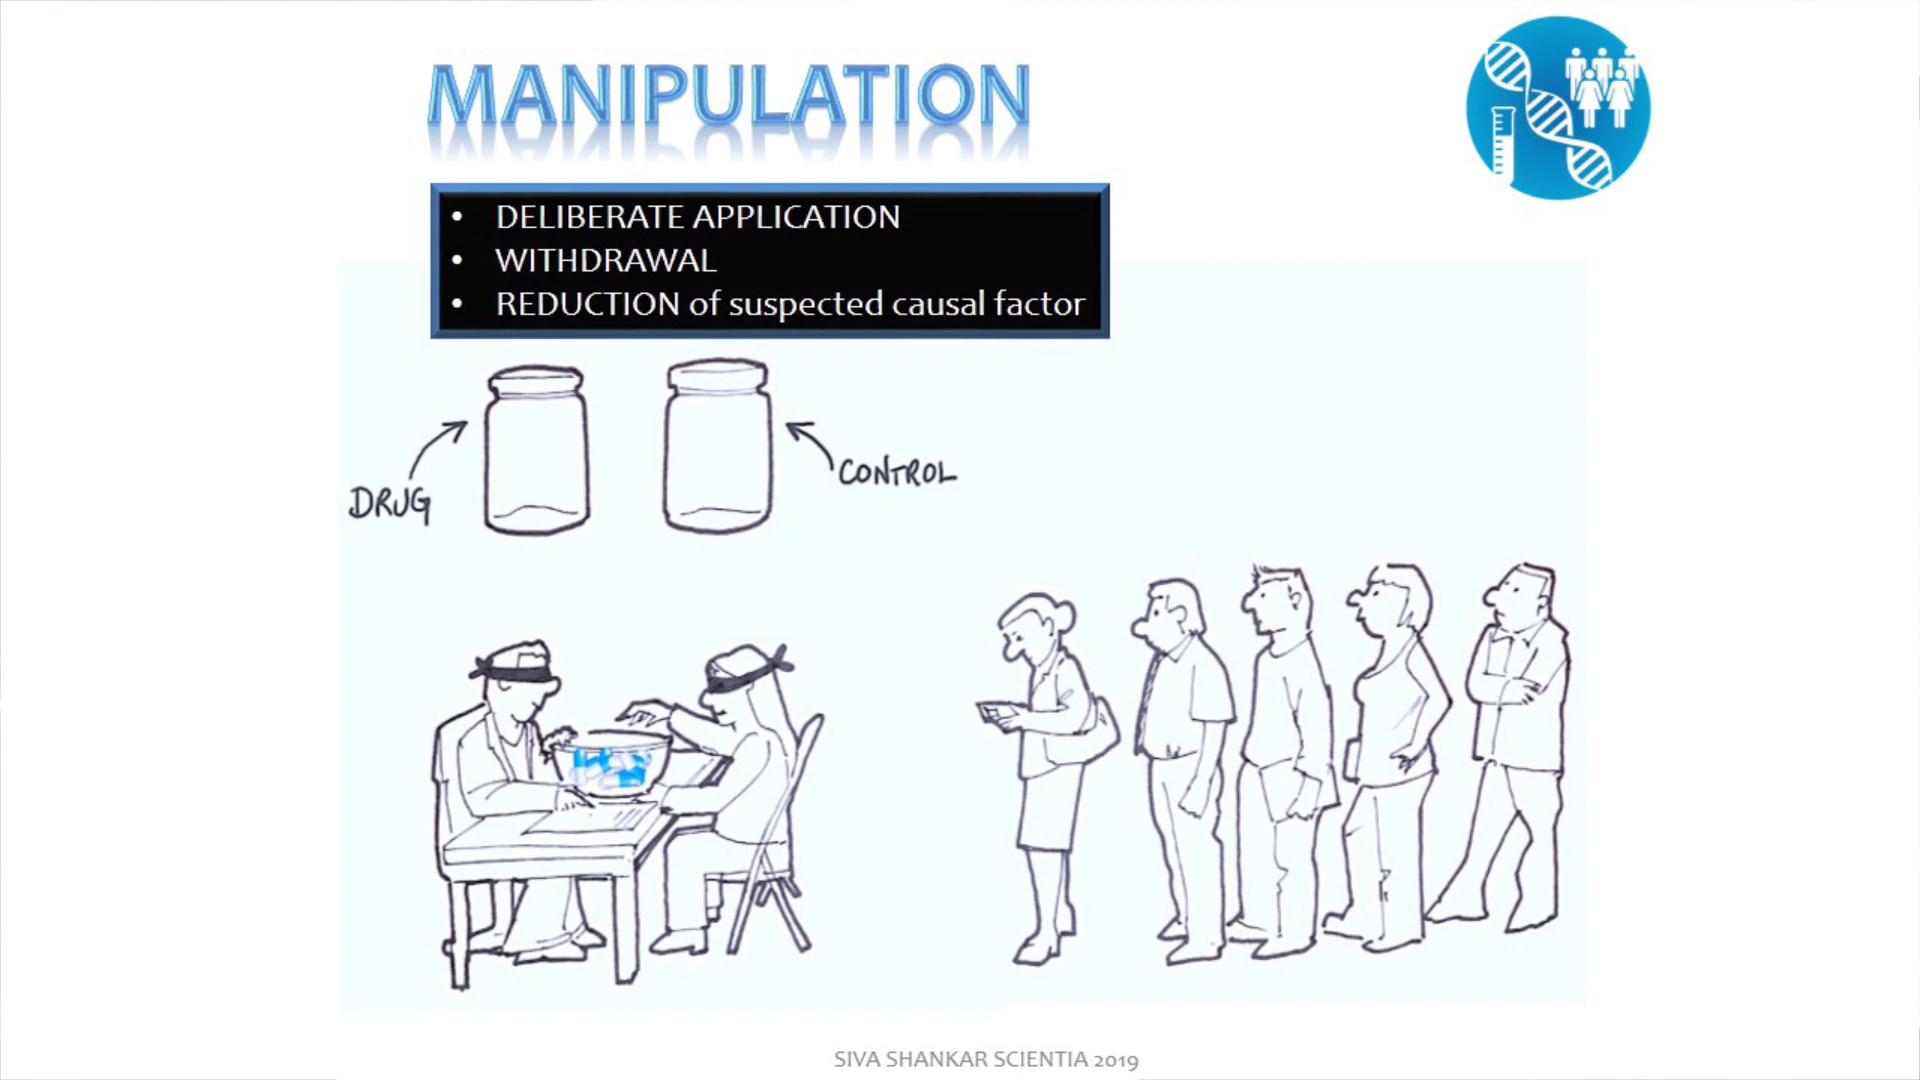 MANIPULATION
• DELIBERATE APPLICATION
• WITHDRAWAL
• REDUCTION of suspected causal factor
DRUG
CONTROL
SIVA SHANKAR SCIENTIA 2019